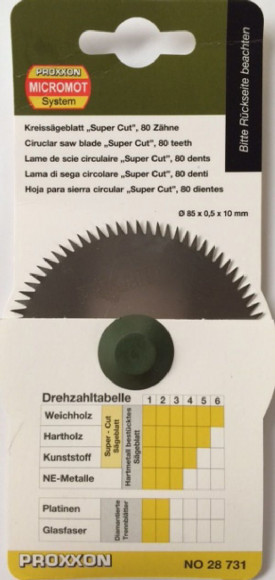 PROXXON
MICROMOT
System
Bitte Rückseite beachten
Kreissägeblatt „Super Cut", 80 Zähne
Ciruclar saw blade „Super Cut", 80 teeth
Lame de scie circulaire „Super Cut", 80 dents
Lama di sega circolare „Super Cut", 80 denti
Hoja para sierra circular „Super Cut", 80 dientes
Ø 85 x 0,5 x 10 mm
Drehzahltabelle
1 2 3 4 5 6
Weichholz
Hartholz
Kunststoff
NE-Metalle
Super - Cut
Sägeblatt
Hartmetall bestücktes
Sägeblatt
Platinen
Glasfaser
Diamantierte
Trennblätter
PROXXON
NO 28 731